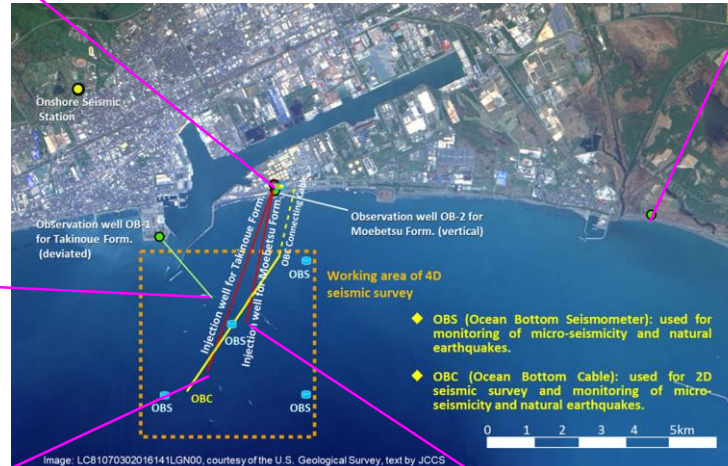 Onshore Seismic
Station
Observation well OB-1
for Takinoue Form.
(deviated)
Injection well for Takinoue Form.
Injection well for Moebetsu Form.
OBC Connecting Cable
Observation well OB-2 for
Moebetsu Form. (vertical)
OBS
Working area of 4D
seismic survey
OBS
OBC
OBS
OBS
◆ OBS (Ocean Bottom Seismometer): used for
monitoring of micro-seismicity and natural
earthquakes.
◆ OBC (Ocean Bottom Cable): used for 2D
seismic survey and monitoring of micro-
seismicity and natural earthquakes.
0 1 2 3 4 5km
Image: LC81070302016141LGN00, courtesy of the U.S. Geological Survey, text by JCCS